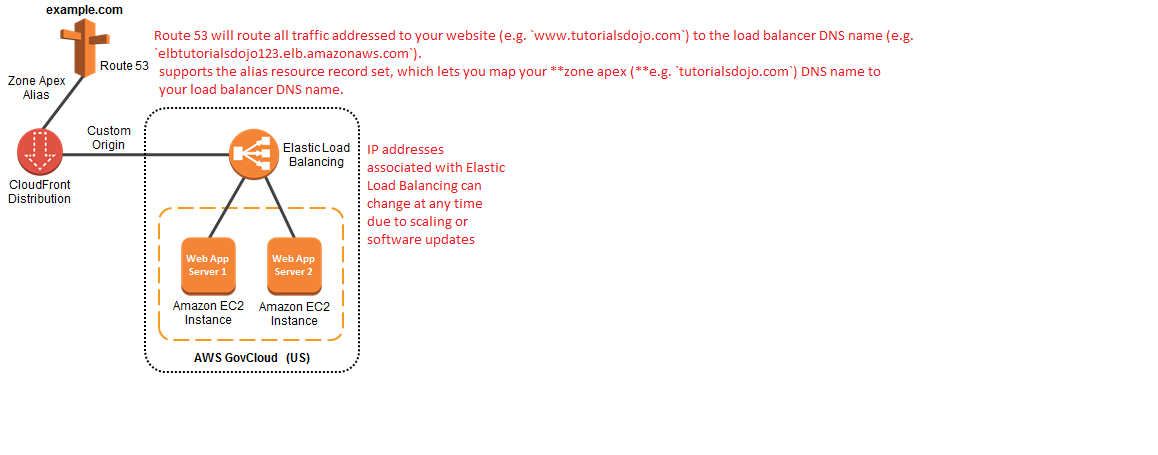 example.com
Route 53 will route all traffic addressed to your website (e.g. `www.tutorialsdojo.com`) to the load balancer DNS name (e.g.
`elbtutorialsdojo123.elb.amazonaws.com`).
supports the alias resource record set, which lets you map your **zone apex (**e.g. `tutorialsdojo.com`) DNS name to
your load balancer DNS name.
Route 53
Zone Apex
Alias
Custom
Origin
CloudFront
Distribution
Elastic Load
Balancing
IP addresses
associated with Elastic
Load Balancing can
change at any time
due to scaling or
software updates
Web App
Server 1
Web App
Server 2
Amazon EC2
Instance
Amazon EC2
Instance
AWS GovCloud (US)